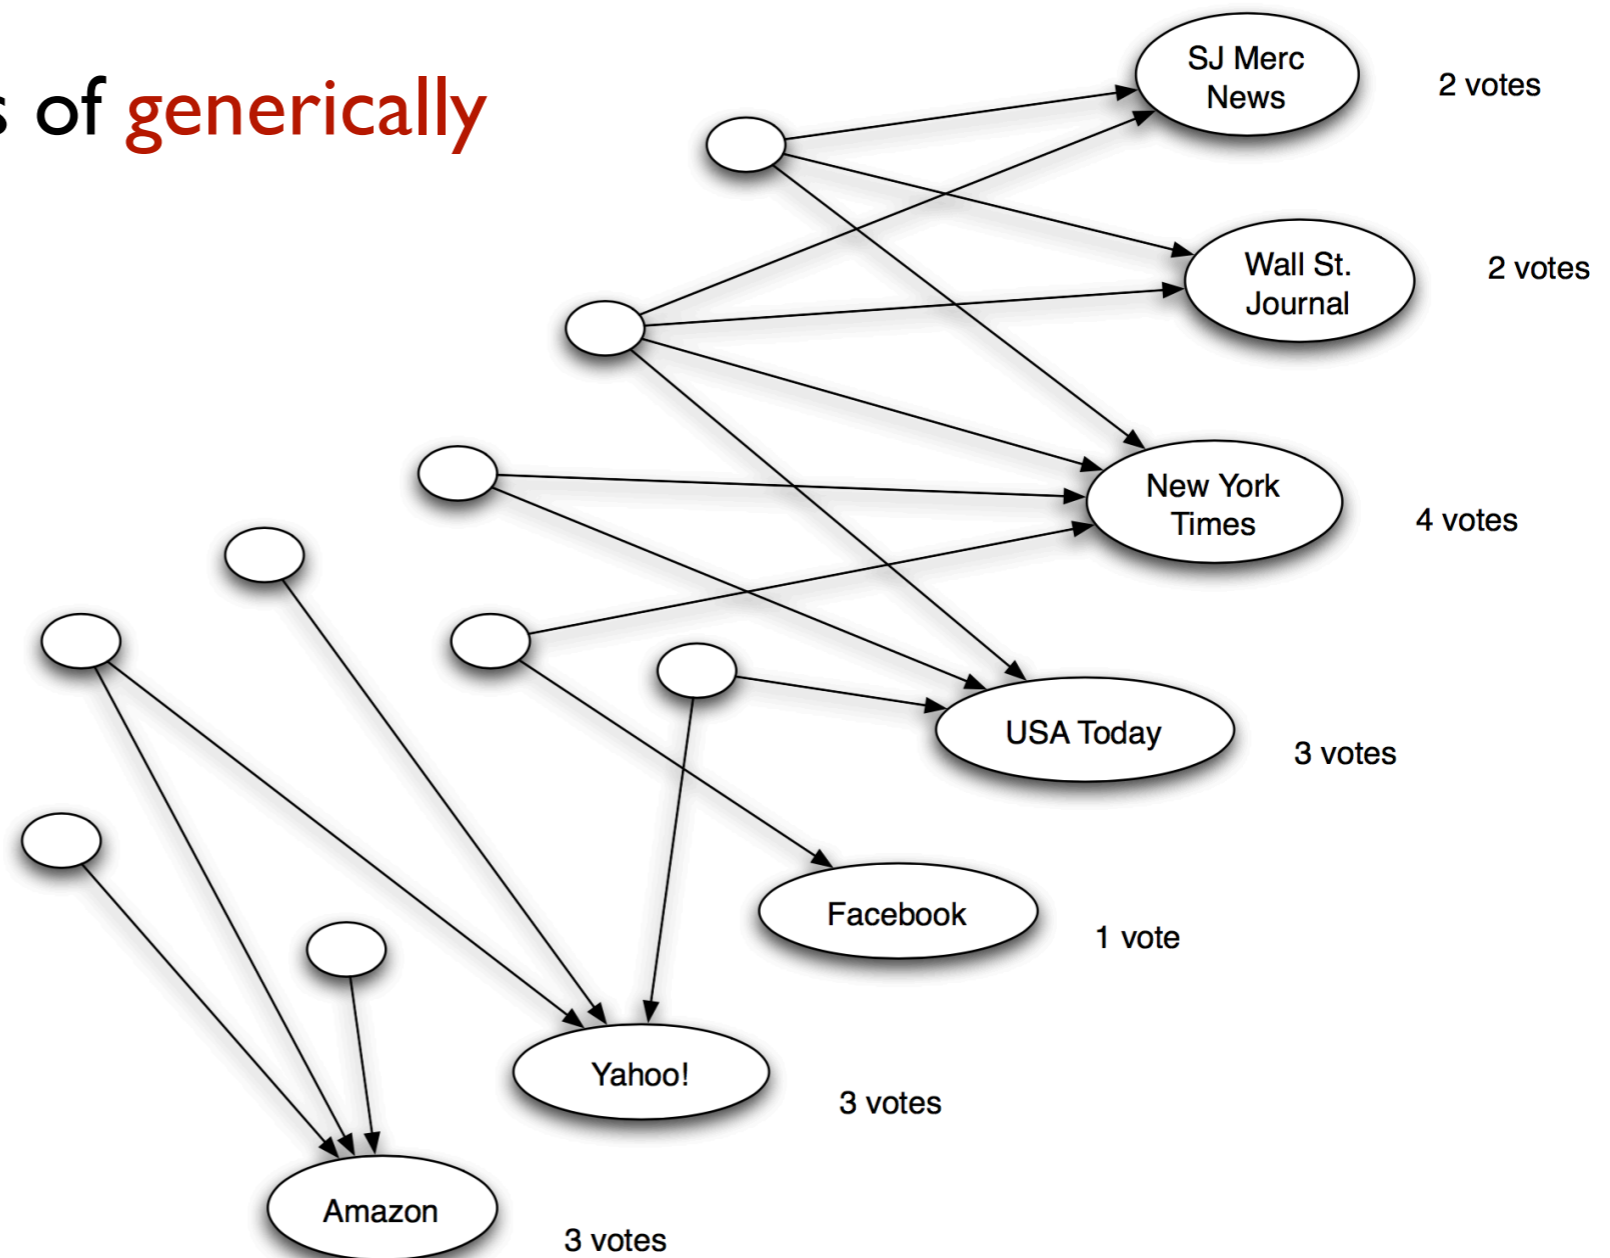 of generically
SJ Merc
News
2 votes
Wall St.
Journal
2 votes
New York
Times
4 votes
USA Today
3 votes
Facebook
1 vote
Yahoo!
3 votes
Amazon
3 votes